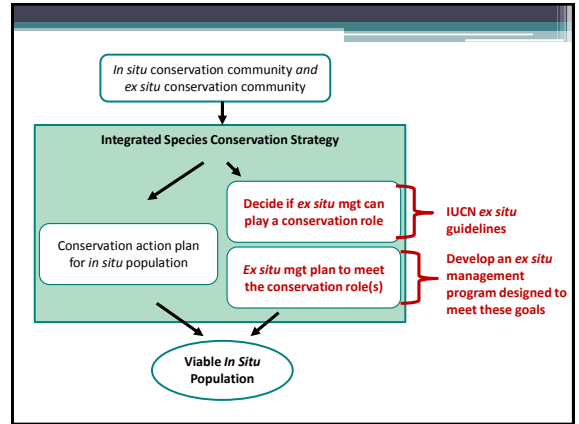 In situ conservation community and
ex situ conservation community
Integrated Species Conservation Strategy
Decide if ex situ mgt can
play a conservation role
IUCN ex situ
guidelines
Conservation action plan
for in situ population
Ex situ mgt plan to meet
the conservation role(s)
Develop an ex situ
management
program designed to
meet these goals
Viable In Situ
Population